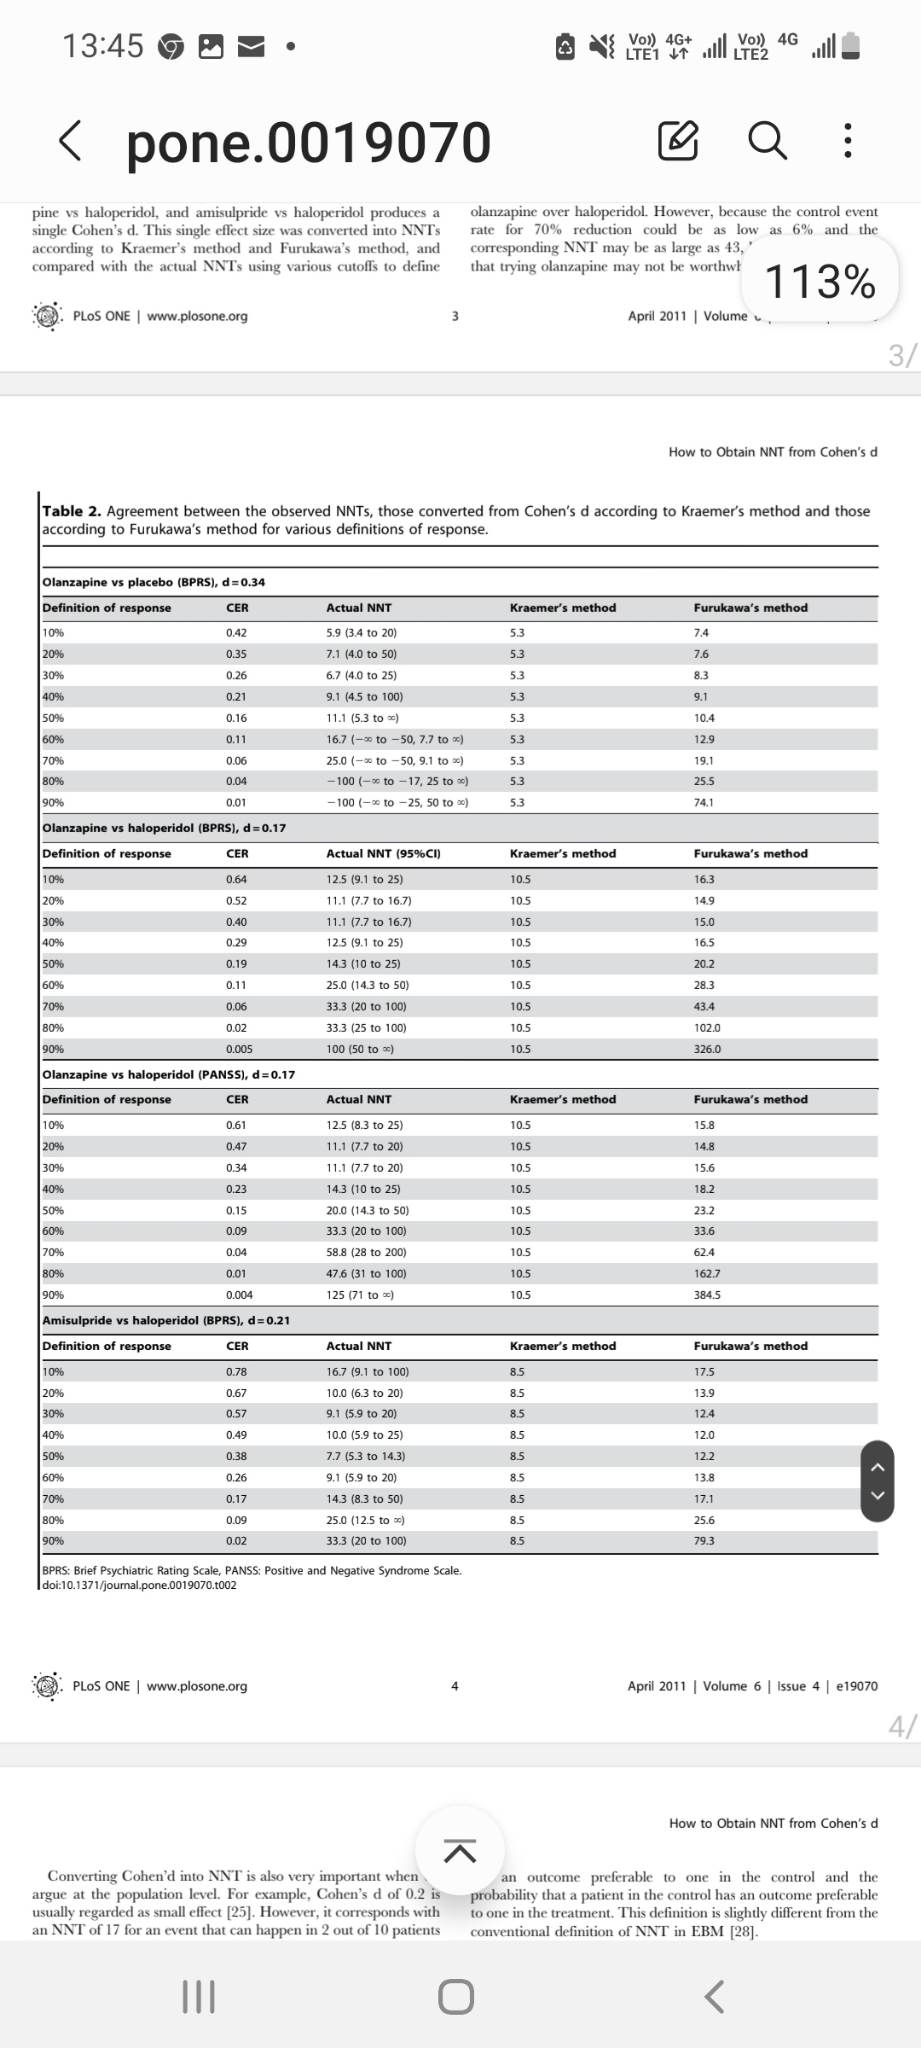 13:45
Vo)) LTE1 4G+ Vo)) LTE2 4G
pone.0019070
pine vs haloperidol, and amisulpride vs haloperidol produces a
single Cohen's d. This single effect size was converted into NNTs
according to Kraemer's method and Furukawa's method, and
compared with the actual NNTs using various cutoffs to define
olanzapine over haloperidol. However, because the control event
rate for 70% reduction could be as low as 6% and the
corresponding NNT may be as large as 43,
that trying olanzapine may not be
113%
PLoS ONE | www.plosone.org 3 April 2011 | Volume
3/
How to Obtain NNT from Cohen's d
Table 2. Agreement between the observed NNTs, those converted from Cohen's d according to Kraemer's method and those
according to Furukawa's method for various definitions of response.
Olanzapine vs placebo (BPRS), d=0.34
Definition of response CER Actual NNT Kraemer's method Furukawa's method
10% 0.42 5.9 (3.4 to 20) 5.3 7.4
20% 0.35 7.1 (4.0 to 50) 5.3 7.6
30% 0.26 6.7 (4.0 to 25) 5.3 8.3
40% 0.21 9.1 (4.5 to 100) 5.3 9.1
50% 0.16 11.1 (5.3 to ∞) 5.3 10.4
60% 0.11 16.7 (−∞ to −50, 7.7 to ∞) 5.3 12.9
70% 0.06 25.0 (−∞ to −50, 9.1 to ∞) 5.3 19.1
80% 0.04 −100 (−∞ to −17, 25 to ∞) 5.3 25.5
90% 0.01 −100 (−∞ to −25, 50 to ∞) 5.3 74.1
Olanzapine vs haloperidol (BPRS), d=0.17
Definition of response CER Actual NNT (95%CI) Kraemer's method Furukawa's method
10% 0.64 12.5 (9.1 to 25) 10.5 16.3
20% 0.52 11.1 (7.7 to 16.7) 10.5 14.9
30% 0.40 11.1 (7.7 to 16.7) 10.5 15.0
40% 0.29 12.5 (9.1 to 25) 10.5 16.5
50% 0.19 14.3 (10 to 25) 10.5 20.2
60% 0.11 25.0 (14.3 to 50) 10.5 28.3
70% 0.06 33.3 (20 to 100) 10.5 43.4
80% 0.02 33.3 (25 to 100) 10.5 102.0
90% 0.005 100 (50 to ∞) 10.5 326.0
Olanzapine vs haloperidol (PANSS), d=0.17
Definition of response CER Actual NNT Kraemer's method Furukawa's method
10% 0.61 12.5 (8.3 to 25) 10.5 15.8
20% 0.47 11.1 (7.7 to 20) 10.5 14.8
30% 0.34 11.1 (7.7 to 20) 10.5 15.6
40% 0.23 14.3 (10 to 25) 10.5 18.2
50% 0.15 20.0 (14.3 to 50) 10.5 23.2
60% 0.09 33.3 (20 to 100) 10.5 33.6
70% 0.04 58.8 (28 to 200) 10.5 62.4
80% 0.01 47.6 (31 to 100) 10.5 162.7
90% 0.004 125 (71 to ∞) 10.5 384.5
Amisulpride vs haloperidol (BPRS), d=0.21
Definition of response CER Actual NNT Kraemer's method Furukawa's method
10% 0.78 16.7 (9.1 to 100) 8.5 17.5
20% 0.67 10.0 (6.3 to 20) 8.5 13.9
30% 0.57 9.1 (5.9 to 20) 8.5 12.4
40% 0.49 10.0 (5.9 to 25) 8.5 12.0
50% 0.38 7.7 (5.3 to 14.3) 8.5 12.2
60% 0.26 9.1 (5.9 to 20) 8.5 13.8
70% 0.17 14.3 (8.3 to 50) 8.5 17.1
80% 0.09 25.0 (12.5 to ∞) 8.5 25.6
90% 0.02 33.3 (20 to 100) 8.5 79.3
BPRS: Brief Psychiatric Rating Scale, PANSS: Positive and Negative Syndrome Scale.
doi:10.1371/journal.pone.0019070.t002
PLoS ONE | www.plosone.org 4 April 2011 | Volume 6 | Issue 4 | e19070
4/
How to Obtain NNT from Cohen's d
Converting Cohen'd into NNT is also very important when
argue at the population level. For example, Cohen's d of 0.2 is
usually regarded as small effect [25]. However, it corresponds with
an NNT of 17 for an event that can happen in 2 out of 10 patients
an outcome preferable to one in the control and the
probability that a patient in the control has an outcome preferable
to one in the treatment. This definition is slightly different from the
conventional definition of NNT in EBM [28].